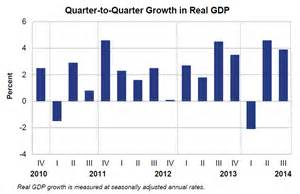 Quarter-to-Quarter Growth in Real GDP
6
4
2
0
-2
-4
Percent
IV I II III IV I II III IV I II III IV I II III
2010 2011 2012 2013 2014
Real GDP growth is measured at seasonally adjusted annual rates.